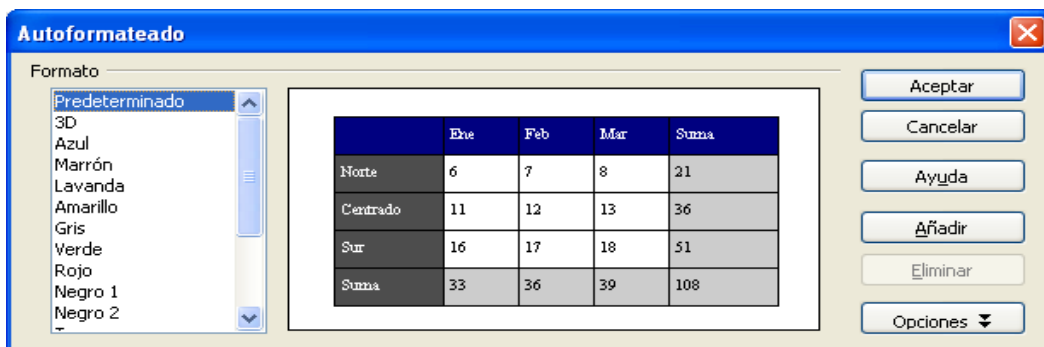 Autoformateado
Formato
Predeterminado
3D
Azul
Marrón
Lavanda
Amarillo
Gris
Verde
Rojo
Negro 1
Negro 2
Ene Feb Mar Suma
Norte 6 7 8 21
Centrado 11 12 13 36
Sur 16 17 18 51
Suma 33 36 39 108
Aceptar
Cancelar
Ayuda
Añadir
Eliminar
Opciones